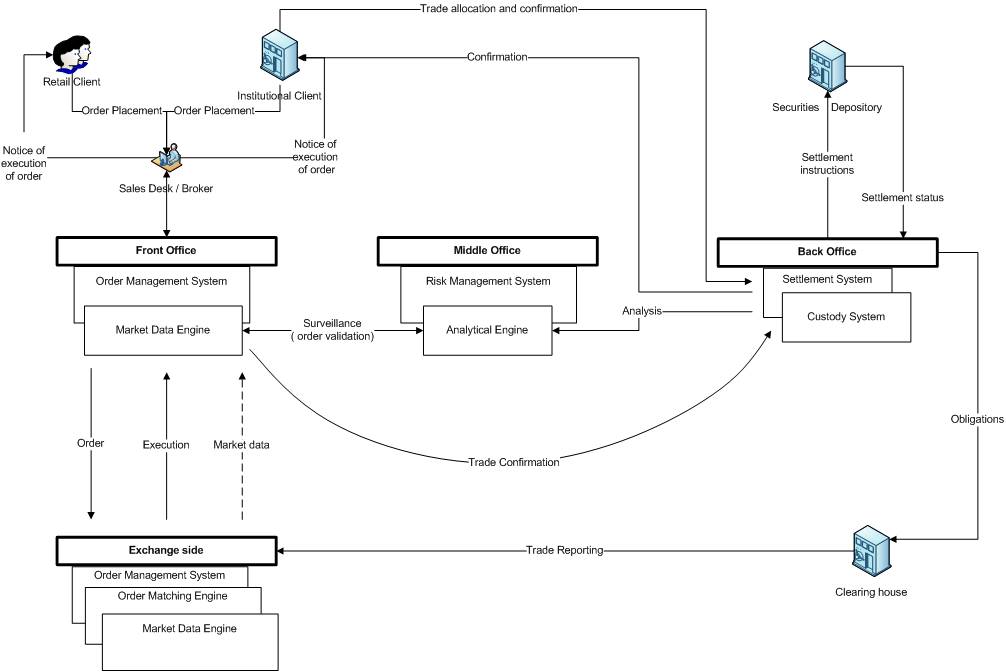 Trade allocation and confirmation
Confirmation
Retail Client
Institutional Client
Securities Depository
Order Placement
Order Placement
Notice of
execution
of order
Notice of
execution
of order
Sales Desk / Broker
Settlement
instructions
Settlement status
Front Office
Order Management System
Market Data Engine
Middle Office
Risk Management System
Analytical Engine
Back Office
Settlement System
Custody System
Surveillance
( order validation)
Analysis
Order
Execution
Market data
Trade Confirmation
Obligations
Exchange side
Order Management System
Order Matching Engine
Market Data Engine
Trade Reporting
Clearing house